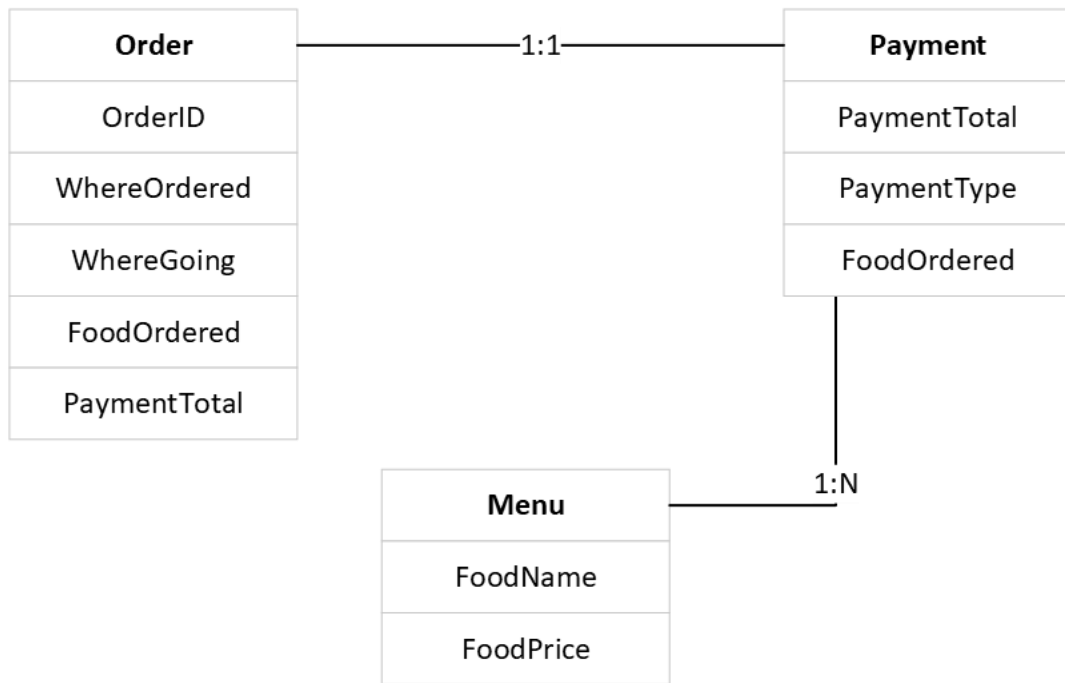 Order
OrderID
WhereOrdered
WhereGoing
FoodOrdered
PaymentTotal
1:1
Payment
PaymentTotal
PaymentType
FoodOrdered
1:N
Menu
FoodName
FoodPrice